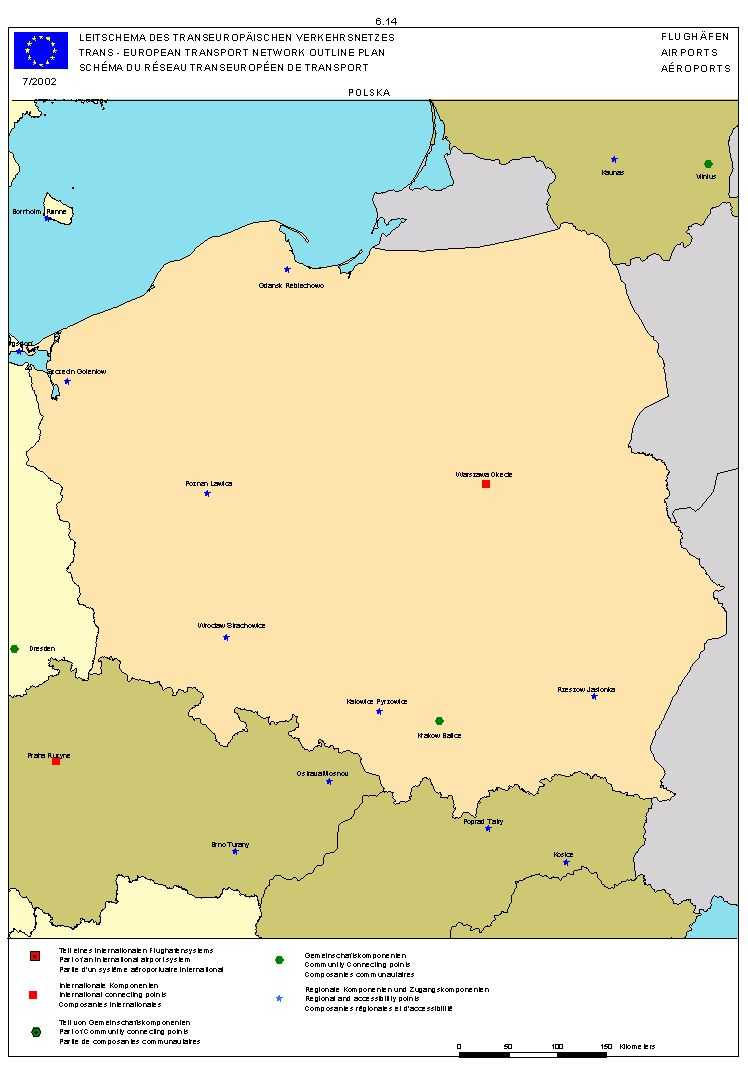 6.14
LEITSCHEMA DES TRANSEUROPÄISCHEN VERKEHRSNETZES
TRANS - EUROPEAN TRANSPORT NETWORK OUTLINE PLAN
SCHÉMA DU RÉSEAU TRANSEUROPÉEN DE TRANSPORT
FLUGHÄFEN
AIRPORTS
AÉROPORTS
7/2002
POLSKA
Kaunas
Vilnius
Bornholm Rønne
Gdansk Rebiechowo
Szczecin Goleniow
Poznan Lawica
Warszawa Okecie
Wroclaw Strachowice
Dresden
Rzeszow Jasionka
Katowice Pyrzowice
Krakow Balice
Praha Ruzyne
Ostrava Mosnov
Poprad Tatry
Brno Turany
Kosice
Teil eines internationalen Flughafensystems
Part of an international airport system
Partie d'un système aéroportuaire international
Internationale Komponenten
International connecting points
Composantes internationales
Teil von Gemeinschaftskomponenten
Part of Community connecting points
Partie de composantes communautaires
Gemeinschaftskomponenten
Community Connecting points
Composantes communautaires
Regionale Komponenten und Zugangskomponenten
Regional and accessibility points
Composantes régionales et d'accessibilité
0 50 100 150 Kilometers